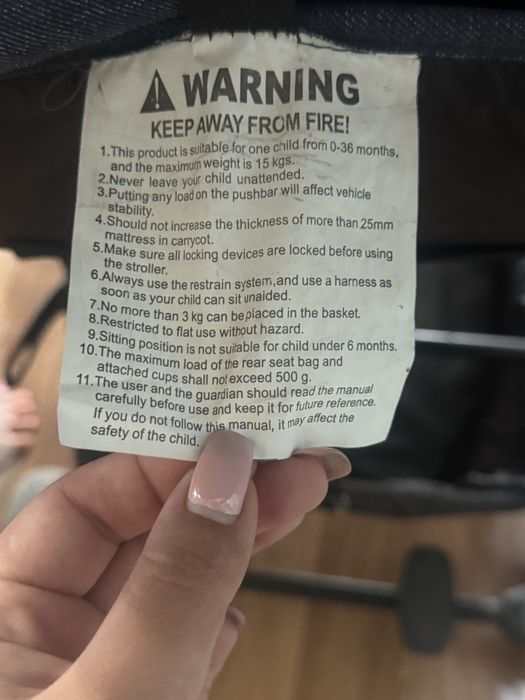 WARNING
KEEP AWAY FROM FIRE!
1.This product is suitable for one child from 0-36 months,
and the maximum weight is 15 kgs.
2.Never leave your child unattended.
3.Putting any load on the pushbar will affect vehicle
stability.
4.Should not increase the thickness of more than 25mm
mattress in carrycot.
5.Make sure all locking devices are locked before using
the stroller.
6.Always use the restrain system,and use a harness as
soon as your child can sit unaided.
7.No more than 3 kg can be placed in the basket.
8.Restricted to flat use without hazard.
9.Sitting position is not suitable for child under 6 months.
10.The maximum load of the rear seat bag and
attached cups shall not exceed 500 g.
11.The user and the guardian should read the manual
carefully before use and keep it for future reference.
If you do not follow this manual, it may affect the
safety of the child.